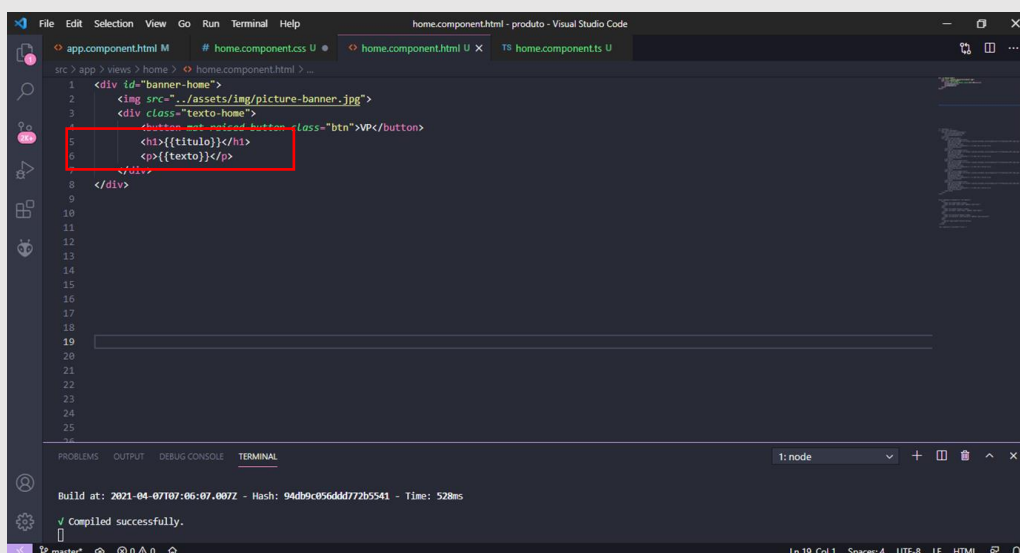 File Edit Selection View Go Run Terminal Help home.component.html - produto - Visual Studio Code
app.component.html M # home.component.css U home.component.html U TS home.component.ts U
src > app > views > home > home.component.html > ...
1 <div id="banner-home">
2 <img src="../assets/img/picture-banner.jpg">
3 <div class="texto-home">
4 <button mat-raised-button class="btn">VP</button>
5 <h1>{{titulo}}</h1>
6 <p>{{texto}}</p>
7 </div>
8 </div>
9
10
11
12
13
14
15
16
17
18
19
20
21
22
23
24
25
26
PROBLEMS OUTPUT DEBUG CONSOLE TERMINAL 1: node
Build at: 2021-04-07T07:06:07.007Z - Hash: 94db9c056ddd772b5541 - Time: 528ms
√ Compiled successfully.
master* 0 0 Ln 19, Col 1 Spaces: 4 UTF-8 LF HTML
1
2K+